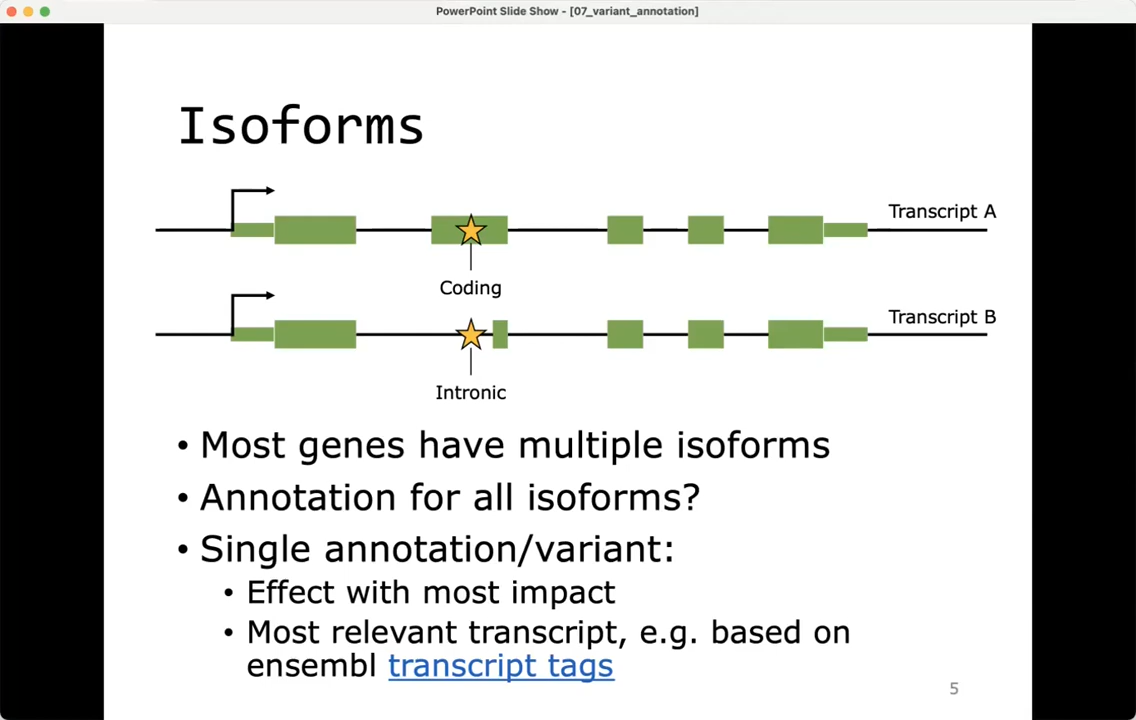 PowerPoint Slide Show - [07_variant_annotation]
Isoforms
Transcript A
Coding
Transcript B
Intronic
• Most genes have multiple isoforms
• Annotation for all isoforms?
• Single annotation/variant:
• Effect with most impact
• Most relevant transcript, e.g. based on
ensembl transcript tags
5